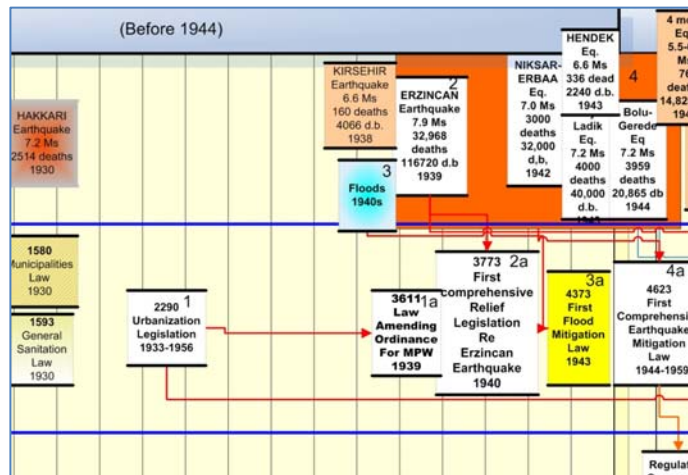 (Before 1944)
HAKKARI
Earthquake
7.2 Ms
2514 deaths
1930
KIRSEHIR
Earthquake
6.6 Ms
160 deaths
4066 d.b.
1938
2
ERZINCAN
Earthquake
7.9 Ms
32,968
deaths
116720 d.b
1939
3
Floods
1940s
NIKSAR-
ERBAA
Eq.
7.0 Ms
3000
deaths
32,000
d,b,
1942
HENDEK
Eq.
6.6 Ms
336 dead
2240 d.b.
1943
Ladik
Eq.
7.2 Ms
4000
deaths
40,000
d.b.
4
Bolu-
Gerede
Eq
7.2 Ms
3959
deaths
20,865 db
1944
Eq
1580
Municipalities
Law
1930
1593
General
Sanitation
Law
1930
1
2290
Urbanization
Legislation
1933-1956
1a
3611
Law
Amending
Ordinance
For MPW
1939
2a
3773
First
comprehensive
Relief
Legislation
Re
Erzincan
Earthquake
1940
3a
4373
First
Flood
Mitigation
Law
1943
4a
4623
First
Comprehens
Earthquake
Mitigation
Law
1944-1959
Regulat